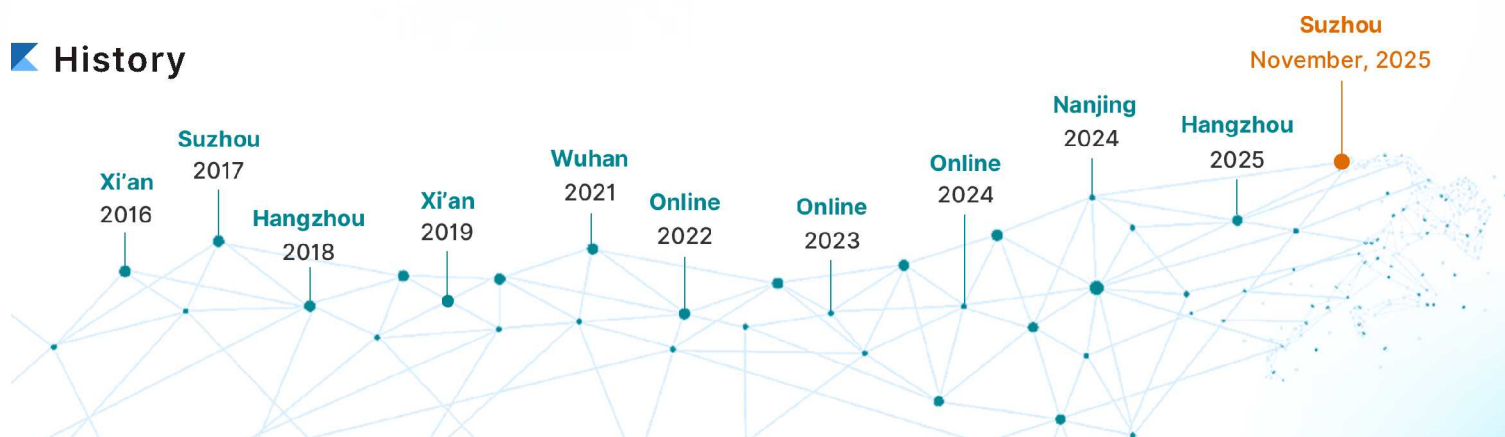 History
Xi’an
2016
Suzhou
2017
Hangzhou
2018
Xi’an
2019
Wuhan
2021
Online
2022
Online
2023
Online
2024
Nanjing
2024
Hangzhou
2025
Suzhou
November, 2025